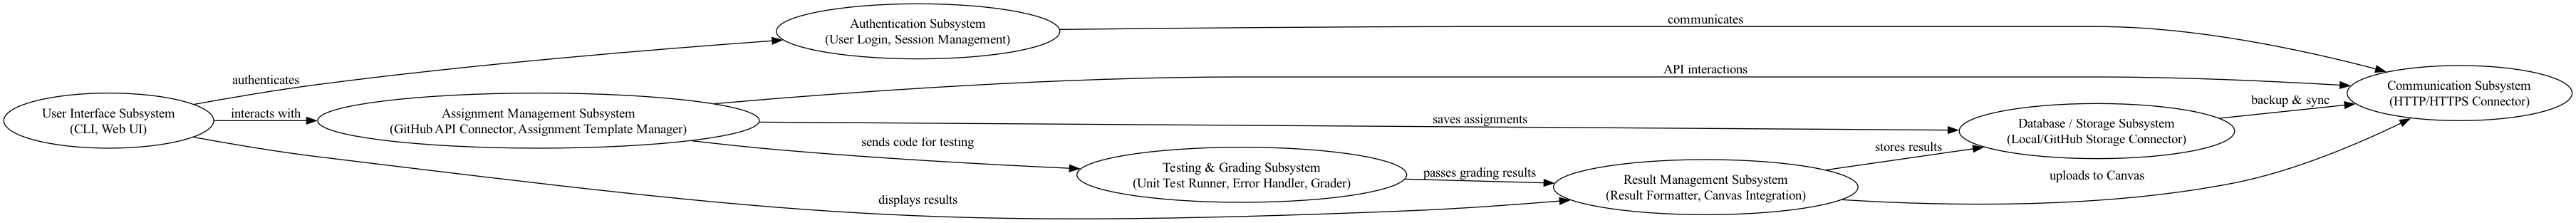 Authentication Subsystem
(User Login, Session Management)
communicates
authenticates
API interactions
User Interface Subsystem
(CLI, Web UI)
interacts with
Assignment Management Subsystem
(GitHub API Connector, Assignment Template Manager)
saves assignments
Communication Subsystem
(HTTP/HTTPS Connector)
backup & sync
Database / Storage Subsystem
(Local/GitHub Storage Connector)
sends code for testing
Testing & Grading Subsystem
(Unit Test Runner, Error Handler, Grader)
passes grading results
stores results
Result Management Subsystem
(Result Formatter, Canvas Integration)
uploads to Canvas
displays results